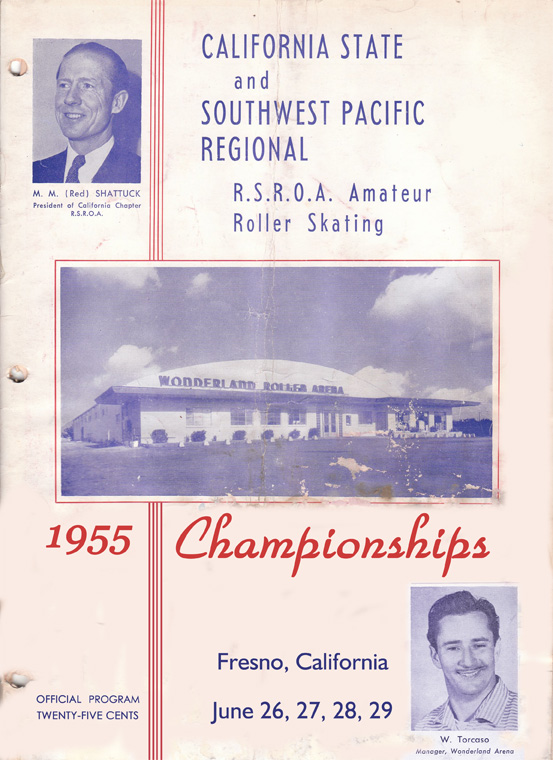 CALIFORNIA STATE
and
SOUTHWEST PACIFIC
REGIONAL
R.S.R.O.A. Amateur
Roller Skating
M. M. (Red) SHATTUCK
President of California Chapter
R.S.R.O.A.
WONDERLAND ROLLER ARENA
1955 Championships
Fresno, California
June 26, 27, 28, 29
OFFICIAL PROGRAM
TWENTY-FIVE CENTS
W. Torcaso
Manager, Wonderland Arena